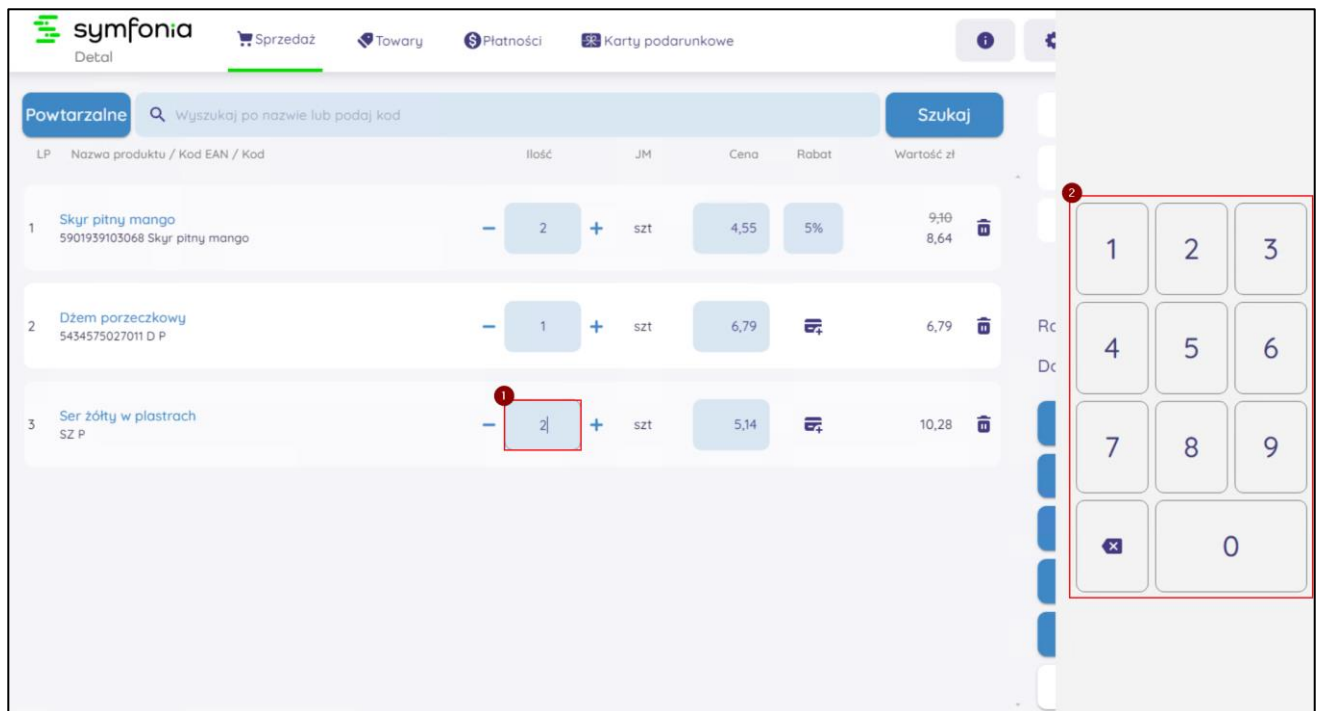 symfonia
Detal
Sprzedaż Towary Płatności Karty podarunkowe
Powtarzalne Wyszukaj po nazwie lub podaj kod Szukaj
LP Nazwa produktu / Kod EAN / Kod Ilość JM Cena Rabat Wartość zł
1 Skyr pitny mango - 2 + szt 4,55 5% 9,10
5901939103068 Skyr pitny mango 8,64
2 Dżem porzeczkowy - 1 + szt 6,79 6,79
5434575027011 D P
3 Ser żółty w plastrach - 2 + szt 5,14 10,28
SZ P
1
2
1 2 3
4 5 6
7 8 9
0